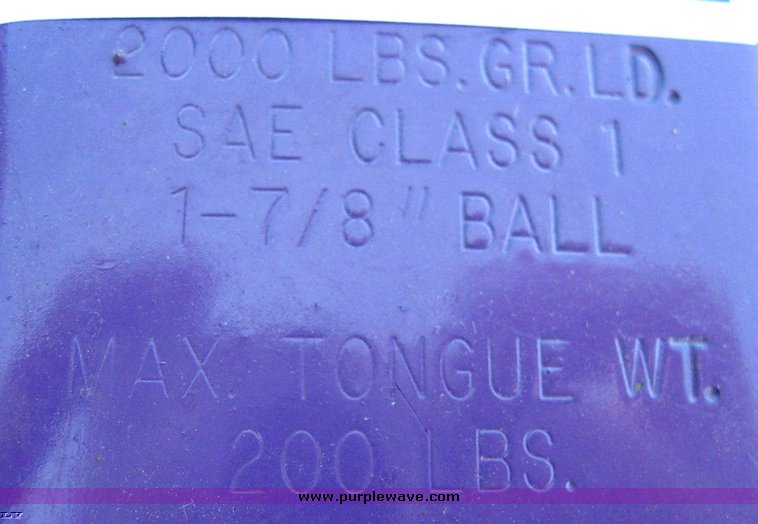 2000 LBS. GR. LD.
SAE CLASS 1
1-7/8" BALL
MAX. TONGUE WT.
200 LBS.
www.purplewave.com